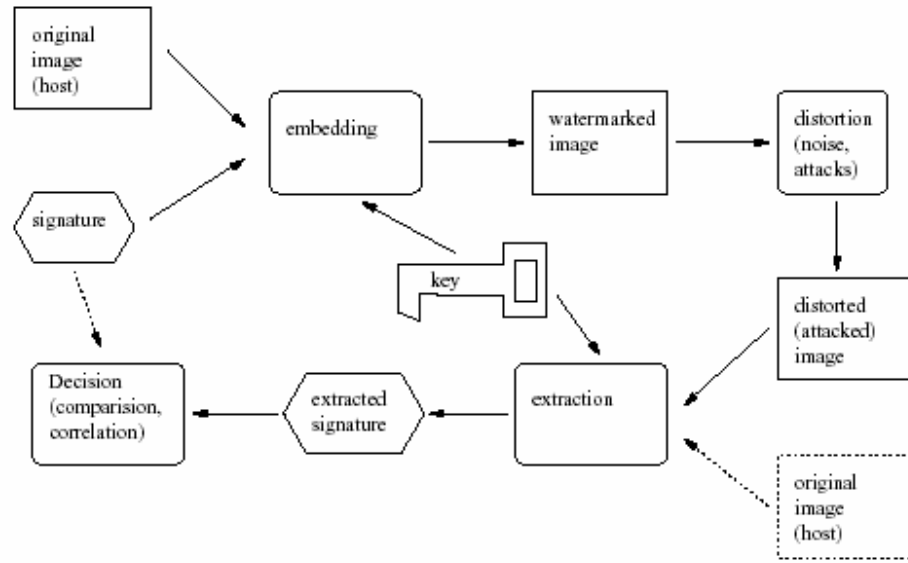 original
image
(host)
embedding
watermarked
image
distortion
(noise,
attacks)
signature
key
distorted
(attacked)
image
Decision
(comparision,
correlation)
extracted
signature
extraction
original
image
(host)